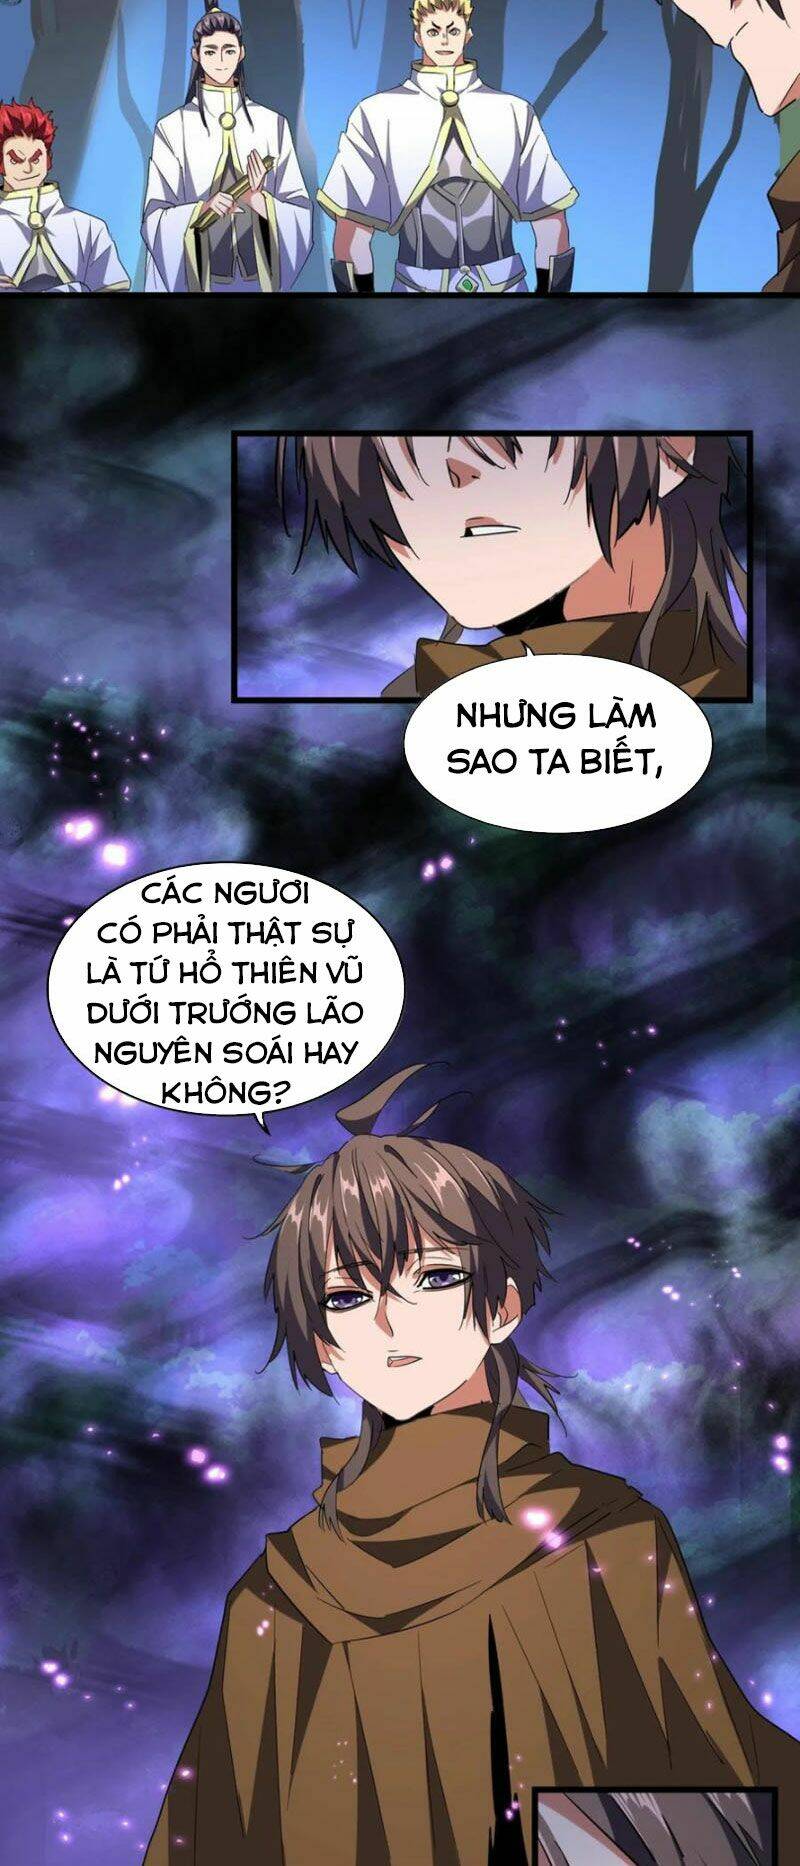 NHƯNG LÀM
SAO TA BIẾT,
CÁC NGƯƠI
CÓ PHẢI THẬT SỰ
LÀ TỨ HỔ THIÊN VŨ
DƯỚI TRƯỚNG LÃO
NGUYÊN SOÁI HAY
KHÔNG?